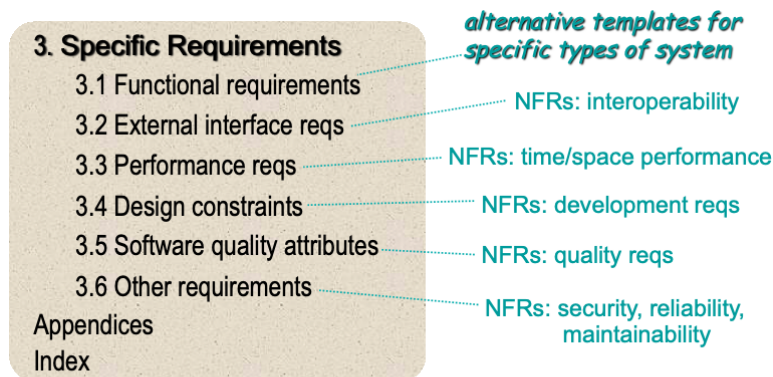 3. Specific Requirements
3.1 Functional requirements
3.2 External interface reqs
3.3 Performance reqs
3.4 Design constraints
3.5 Software quality attributes
3.6 Other requirements
Appendices
Index
alternative templates for
specific types of system
NFRs: interoperability
NFRs: time/space performance
NFRs: development reqs
NFRs: quality reqs
NFRs: security, reliability,
maintainability